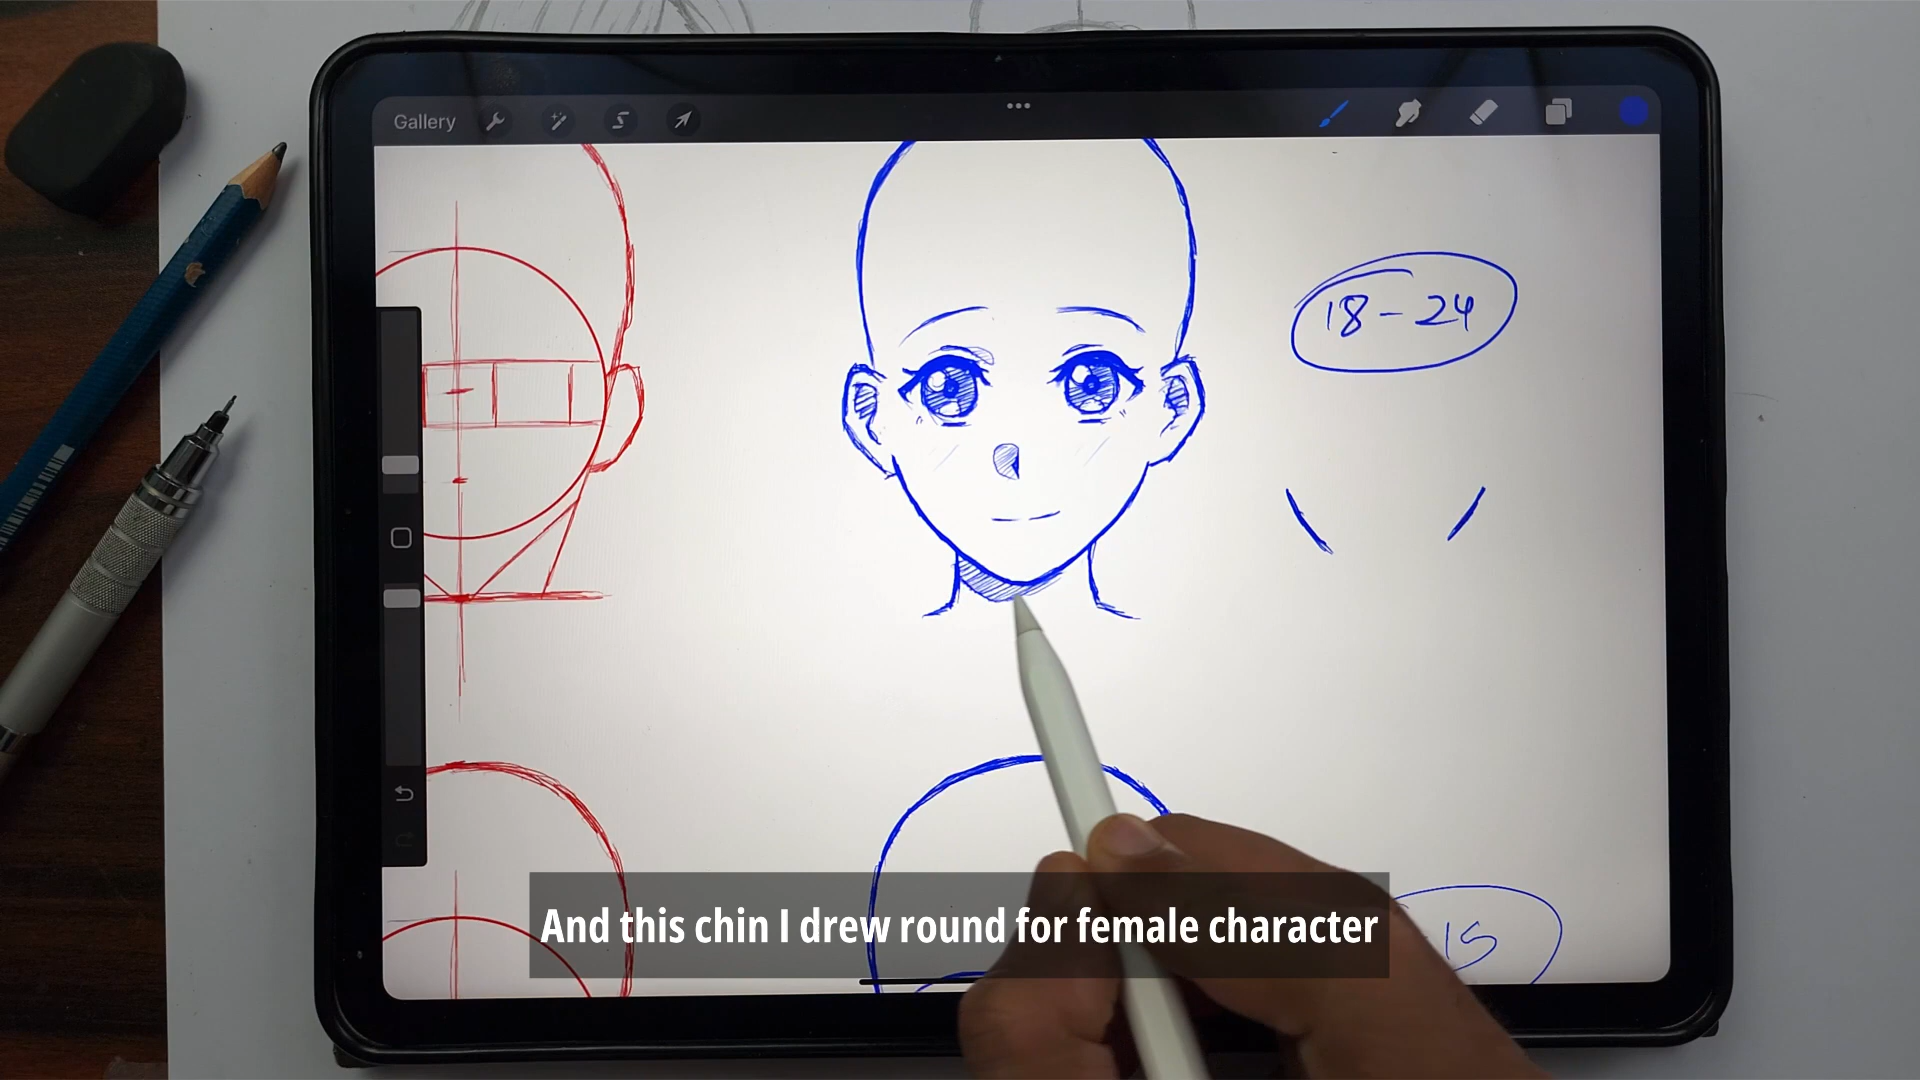 Gallery
18-24
15
And this chin I drew round for female character